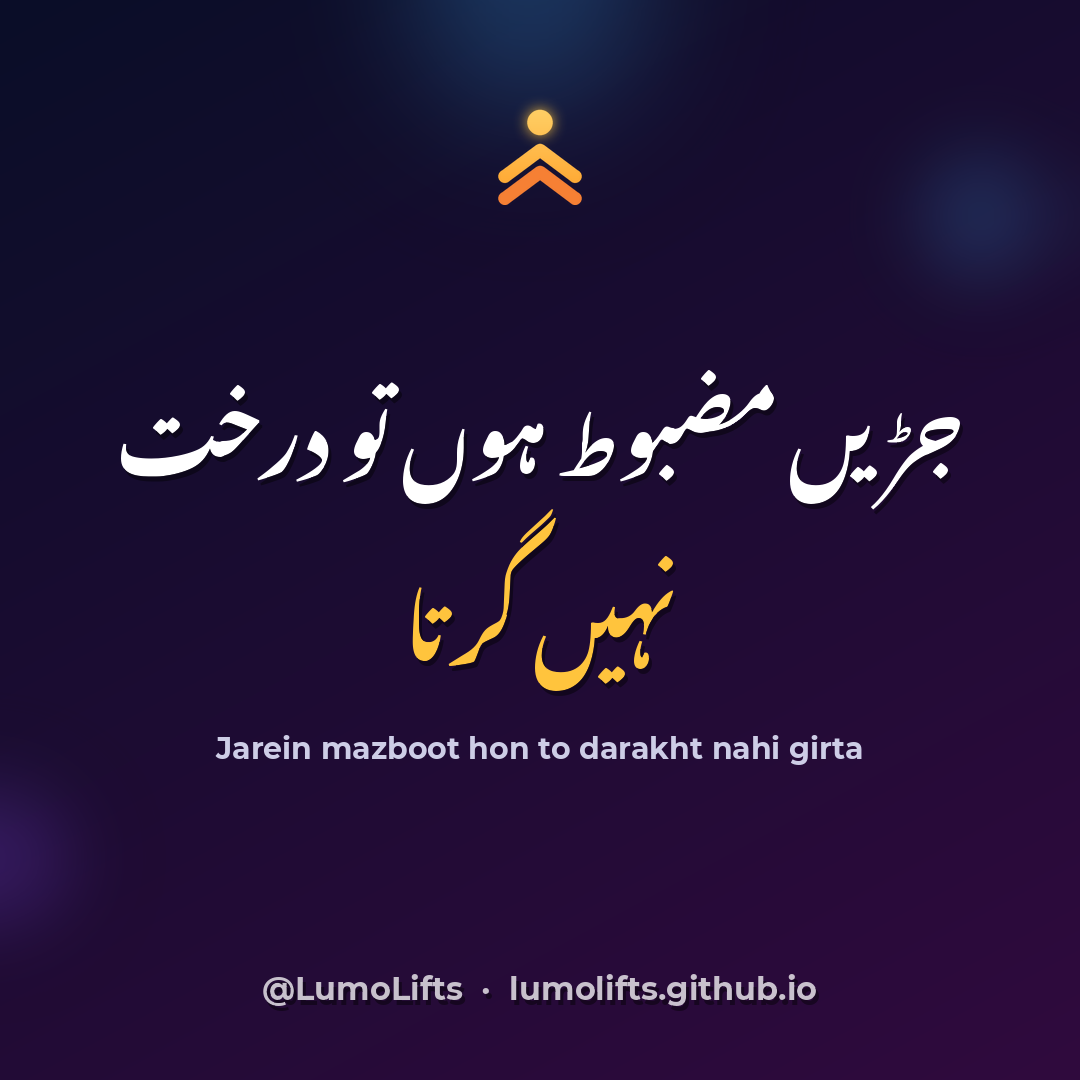 جڑیں مضبوط ہوں تو درخت
نہیں گرتا
Jarein mazboot hon to darakht nahi girta
@LumoLifts · lumolifts.github.io